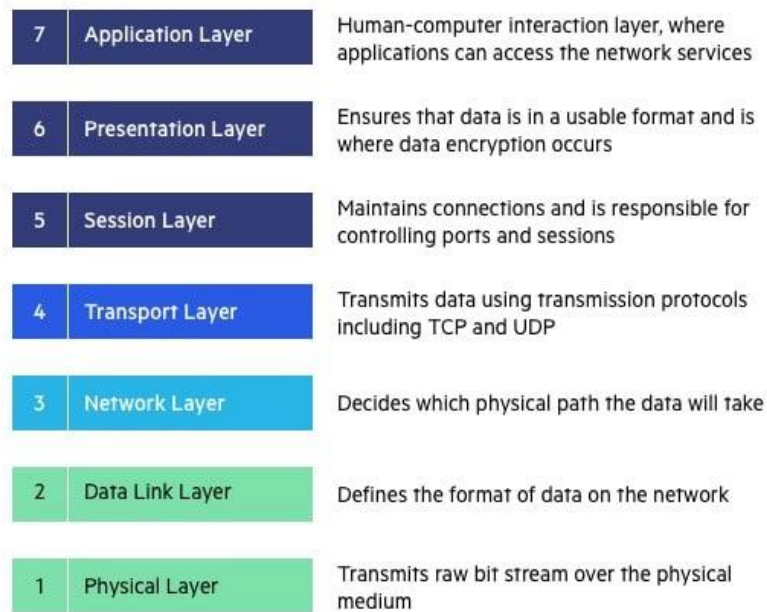 7 Application Layer
Human-computer interaction layer, where
applications can access the network services
6 Presentation Layer
Ensures that data is in a usable format and is
where data encryption occurs
5 Session Layer
Maintains connections and is responsible for
controlling ports and sessions
4 Transport Layer
Transmits data using transmission protocols
including TCP and UDP
3 Network Layer
Decides which physical path the data will take
2 Data Link Layer
Defines the format of data on the network
1 Physical Layer
Transmits raw bit stream over the physical
medium